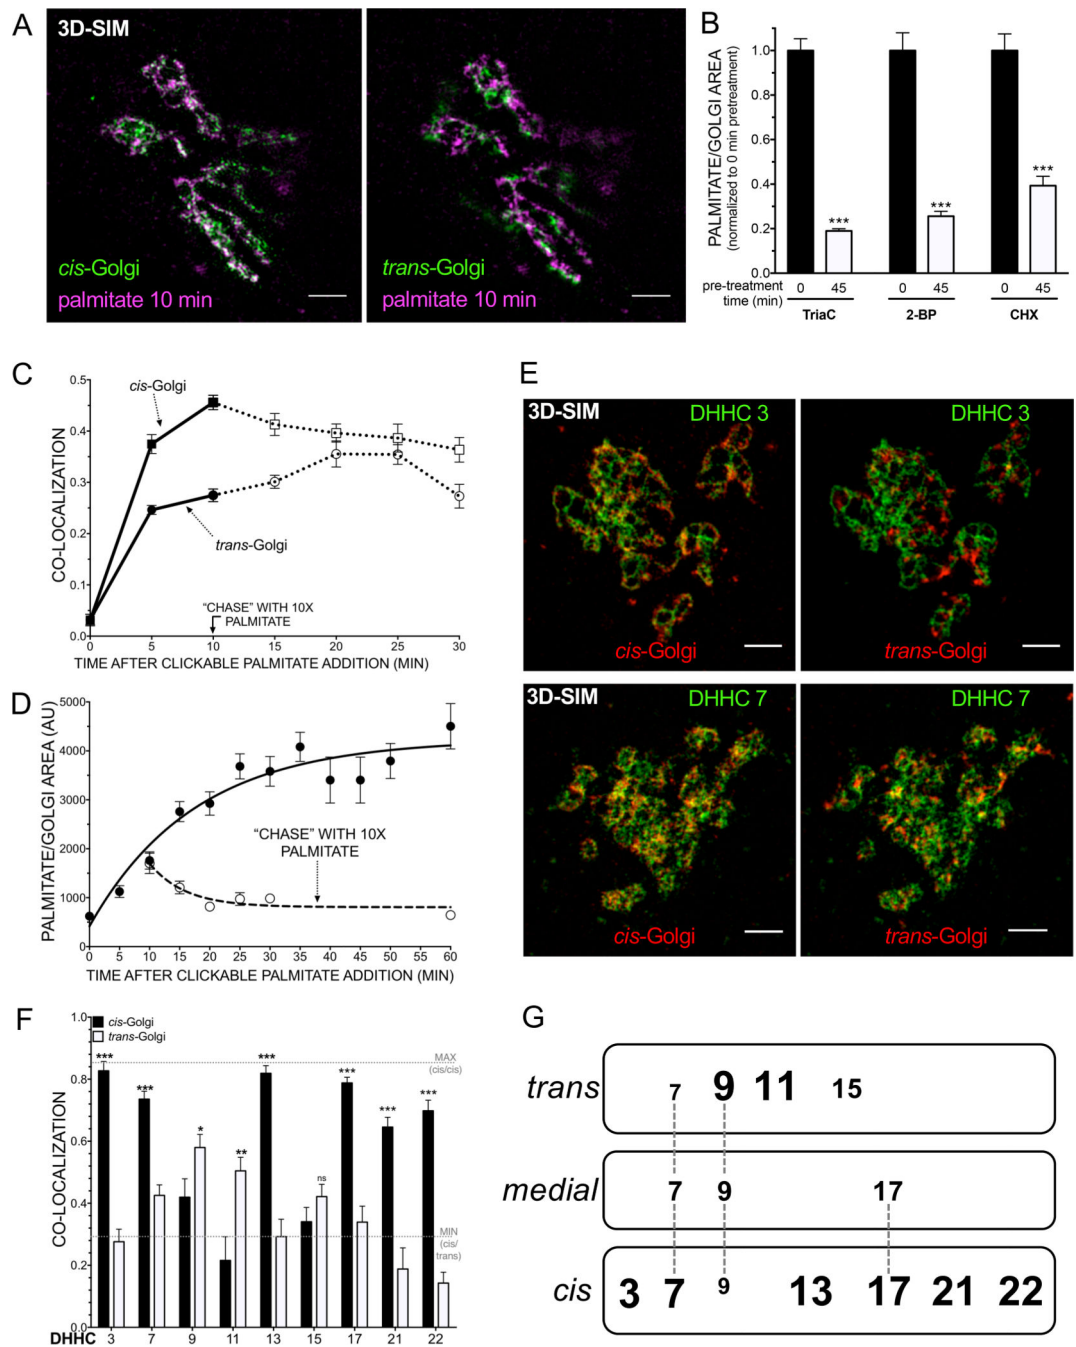 A
3D-SIM
cis-Golgi
palmitate 10 min
trans-Golgi
palmitate 10 min
B
PALMITATE/GOLGI AREA
(normalized to 0 min pretreatment)
1.0
0.8
0.6
0.4
0.2
0.0
***
***
***
pre-treatment
time (min)
0 45 0 45 0 45
TriaC 2-BP CHX
C
CO-LOCALIZATION
0.5
0.4
0.3
0.2
0.1
0.0
cis-Golgi
trans-Golgi
"CHASE" WITH 10X
PALMITATE
0 5 10 15 20 25 30
TIME AFTER CLICKABLE PALMITATE ADDITION (MIN)
D
PALMITATE/GOLGI AREA (AU)
5000
4000
3000
2000
1000
0
"CHASE" WITH 10X
PALMITATE
0 5 10 15 20 25 30 35 40 45 50 55 60
TIME AFTER CLICKABLE PALMITATE ADDITION (MIN)
E
3D-SIM
DHHC 3
cis-Golgi
DHHC 3
trans-Golgi
3D-SIM
DHHC 7
cis-Golgi
DHHC 7
trans-Golgi
F
CO-LOCALIZATION
1.0
0.8
0.6
0.4
0.2
0.0
cis-Golgi
trans-Golgi
MAX
(cis/cis)
MIN
(cis/
trans)
*** *** * ** *** ns *** *** ***
DHHC 3 7 9 11 13 15 17 21 22
G
trans 7 9 11 15
medial 7 9 17
cis 3 7 9 13 17 21 22